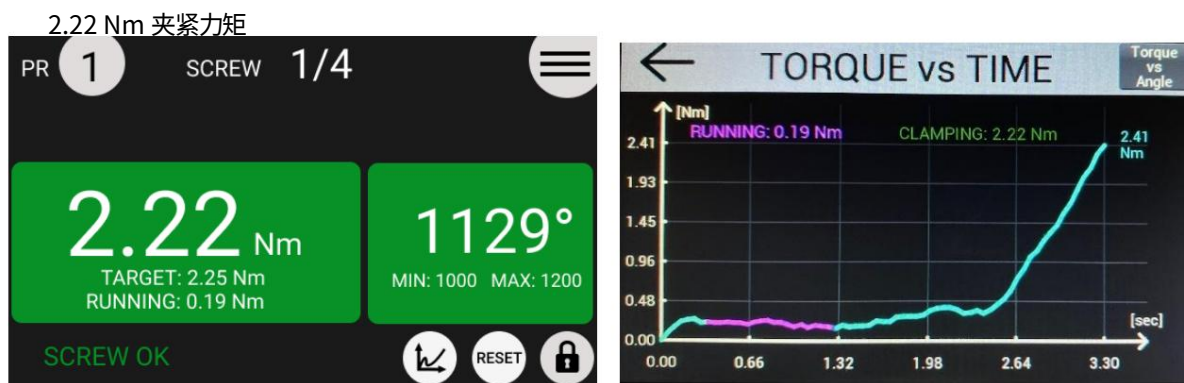 2.22 Nm 夹紧力矩
PR 1 SCREW 1/4
2.22 Nm
TARGET: 2.25 Nm
RUNNING: 0.19 Nm
1129°
MIN: 1000 MAX: 1200
SCREW OK
RESET
TORQUE vs TIME
Torque
vs
Angle
[Nm]
RUNNING: 0.19 Nm CLAMPING: 2.22 Nm
2.41
Nm
2.41
1.93
1.45
0.96
0.48
0.00
[sec]
0.00 0.66 1.32 1.98 2.64 3.30